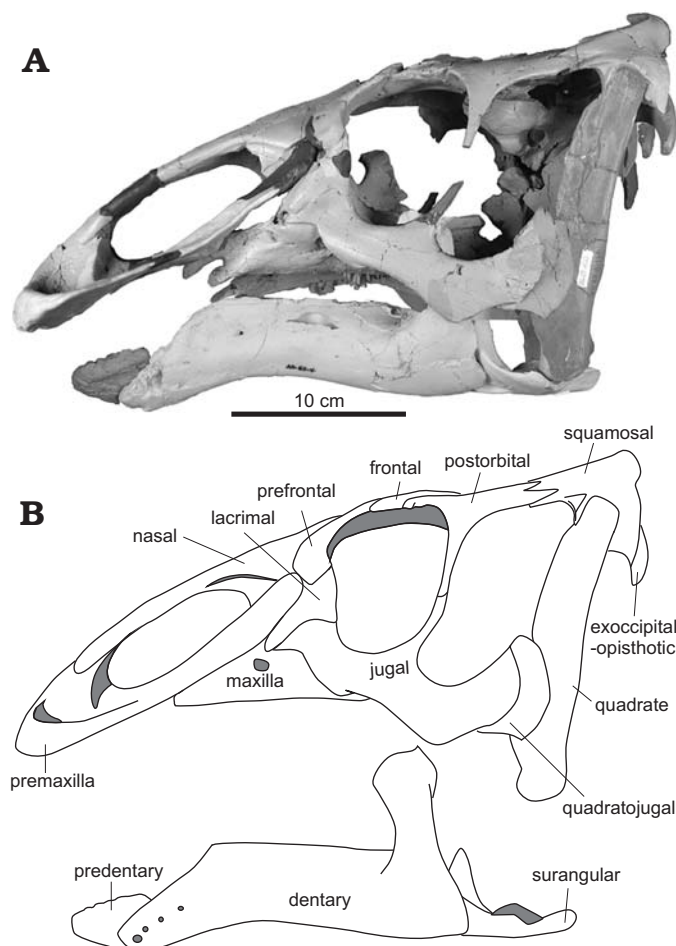 A
10 cm
squamosal
postorbital
frontal
prefrontal
B
lacrimal
nasal
exoccipital
-opisthotic
jugal
maxilla
quadrate
premaxilla
quadratojugal
predentary
surangular
dentary